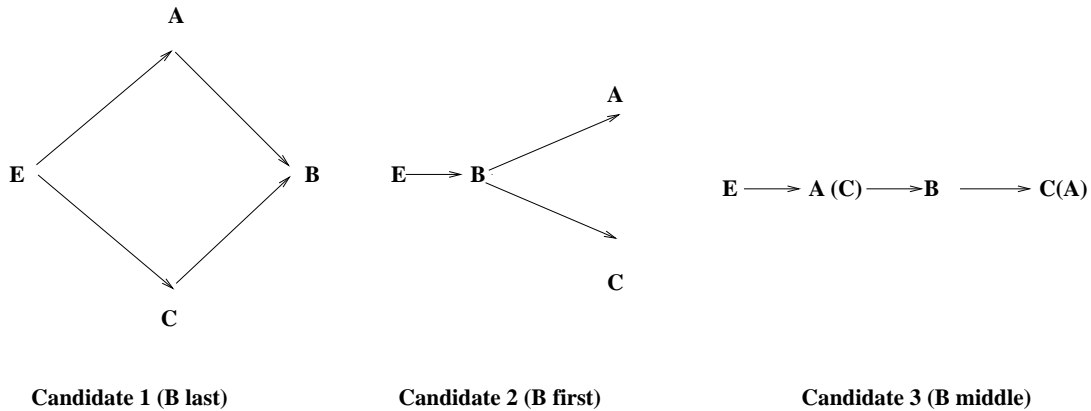 A
E
B
C
Candidate 1 (B last)
E
B
A
C
Candidate 2 (B first)
E
A (C)
B
C(A)
Candidate 3 (B middle)